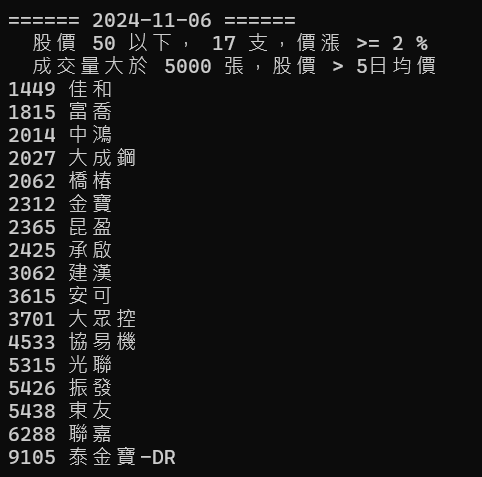 ====== 2024-11-06 ======
股價 50 以下， 17 支，價漲 >= 2 %
成交量大於 5000 張，股價 > 5日均價
1449 佳和
1815 富喬
2014 中鴻
2027 大成鋼
2062 橋椿
2312 金寶
2365 昆盈
2425 承啟
3062 建漢
3615 安可
3701 大眾控
4533 協易機
5315 光聯
5426 振發
5438 東友
6288 聯嘉
9105 泰金寶-DR